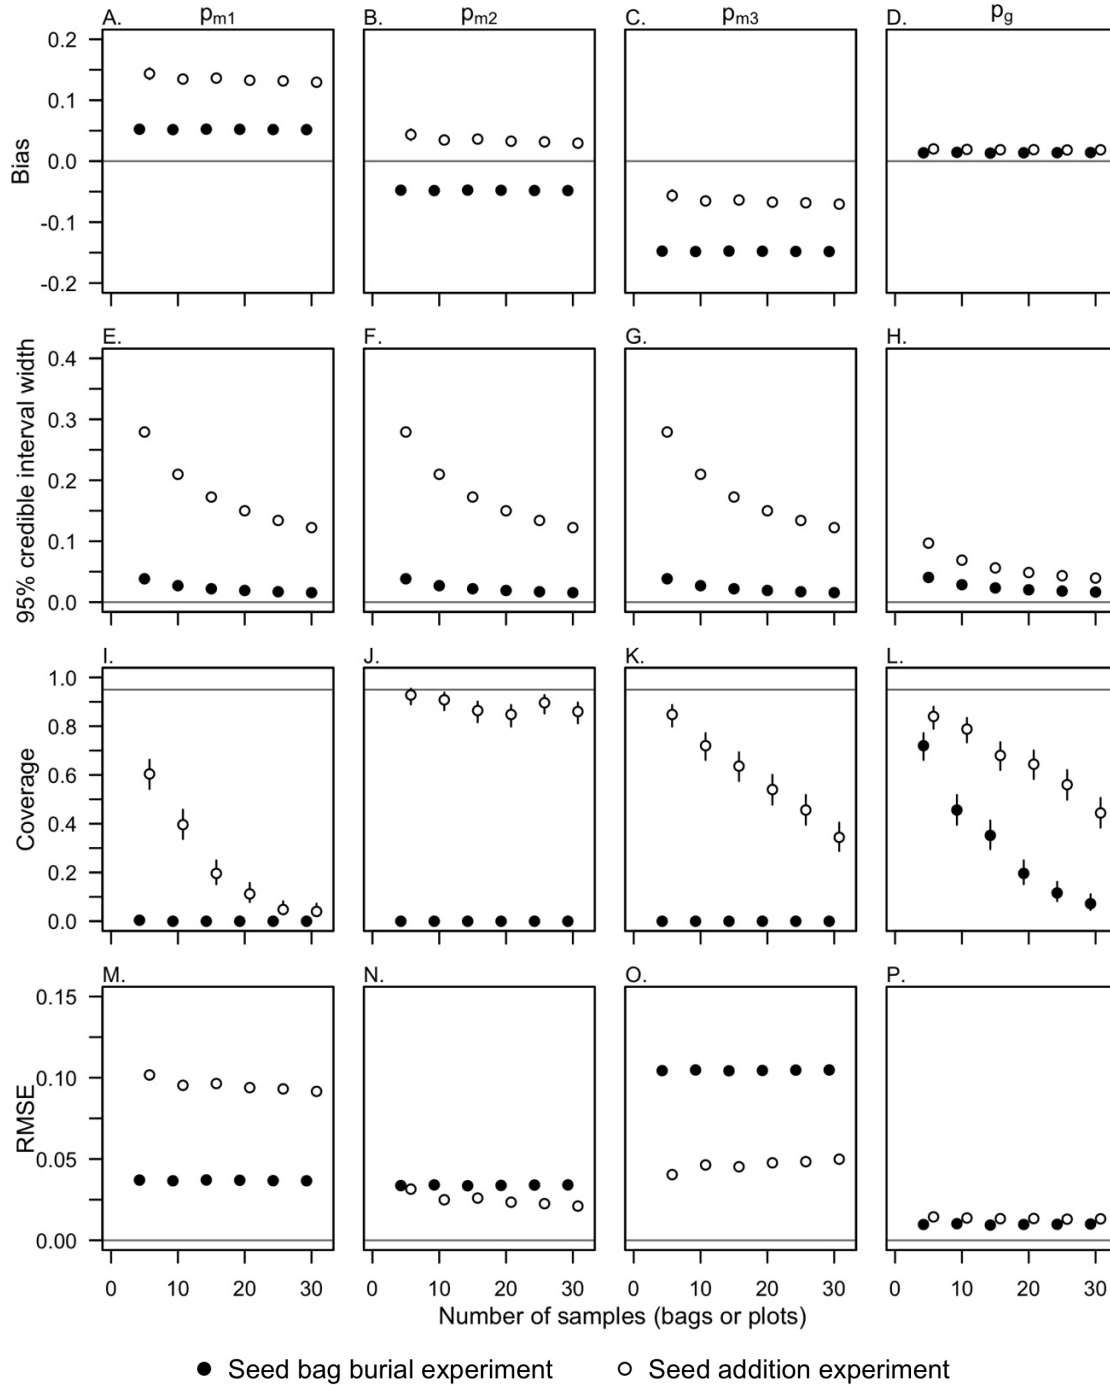 A. pm1 B. pm2 C. pm3 D. pg
0.2
0.1
0.0
-0.1
-0.2
Bias
E. F. G. H.
0.4
0.3
0.2
0.1
0.0
95% credible interval width
I. J. K. L.
1.0
0.8
0.6
0.4
0.2
0.0
Coverage
M. N. O. P.
0.15
0.10
0.05
0.00
RMSE
0 10 20 30 0 10 20 30 0 10 20 30 0 10 20 30
Number of samples (bags or plots)
Seed bag burial experiment Seed addition experiment